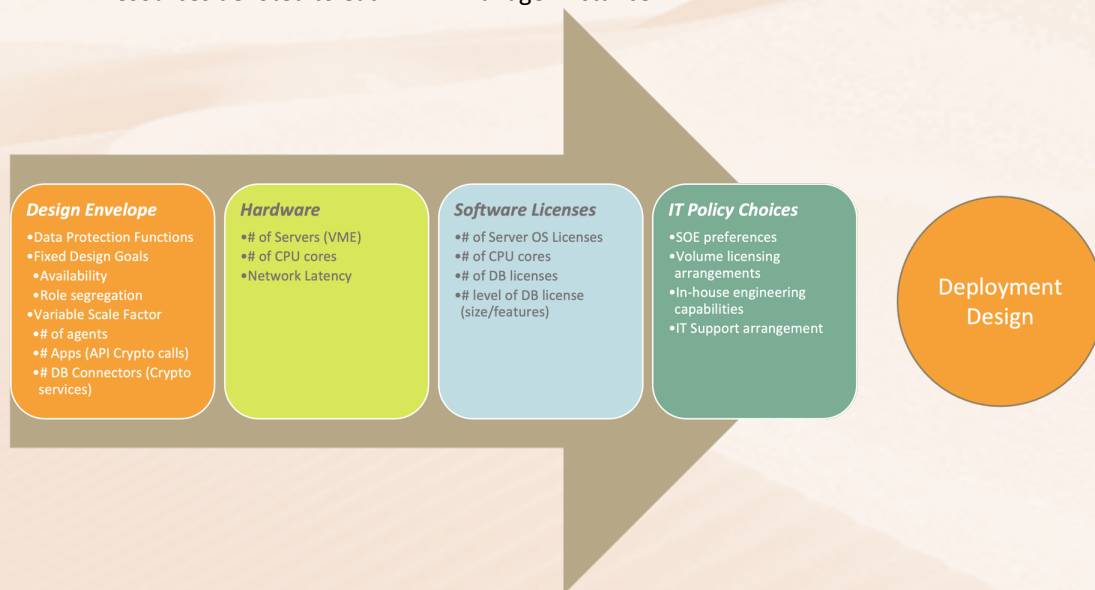 Design Envelope
•Data Protection Functions
•Fixed Design Goals
•Availability
•Role segregation
•Variable Scale Factor
•# of agents
•# Apps (API Crypto calls)
•# DB Connectors (Crypto
services)
Hardware
•# of Servers (VME)
•# of CPU cores
•Network Latency
Software Licenses
•# of Server OS Licenses
•# of CPU cores
•# of DB licenses
•# level of DB license
(size/features)
IT Policy Choices
•SOE preferences
•Volume licensing
arrangements
•In-house engineering
capabilities
•IT Support arrangement
Deployment
Design